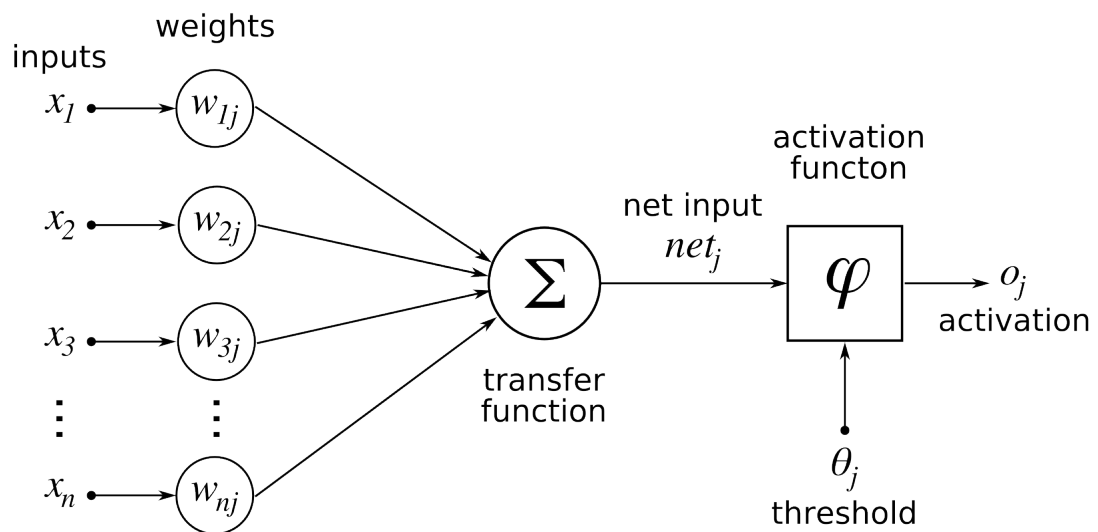 weights
inputs
x1 w1j
activation
functon
x2 w2j
net input
netj
Σ
φ
oj
activation
x3 w3j
transfer
function
⋮ ⋮
θj
xn wnj
threshold